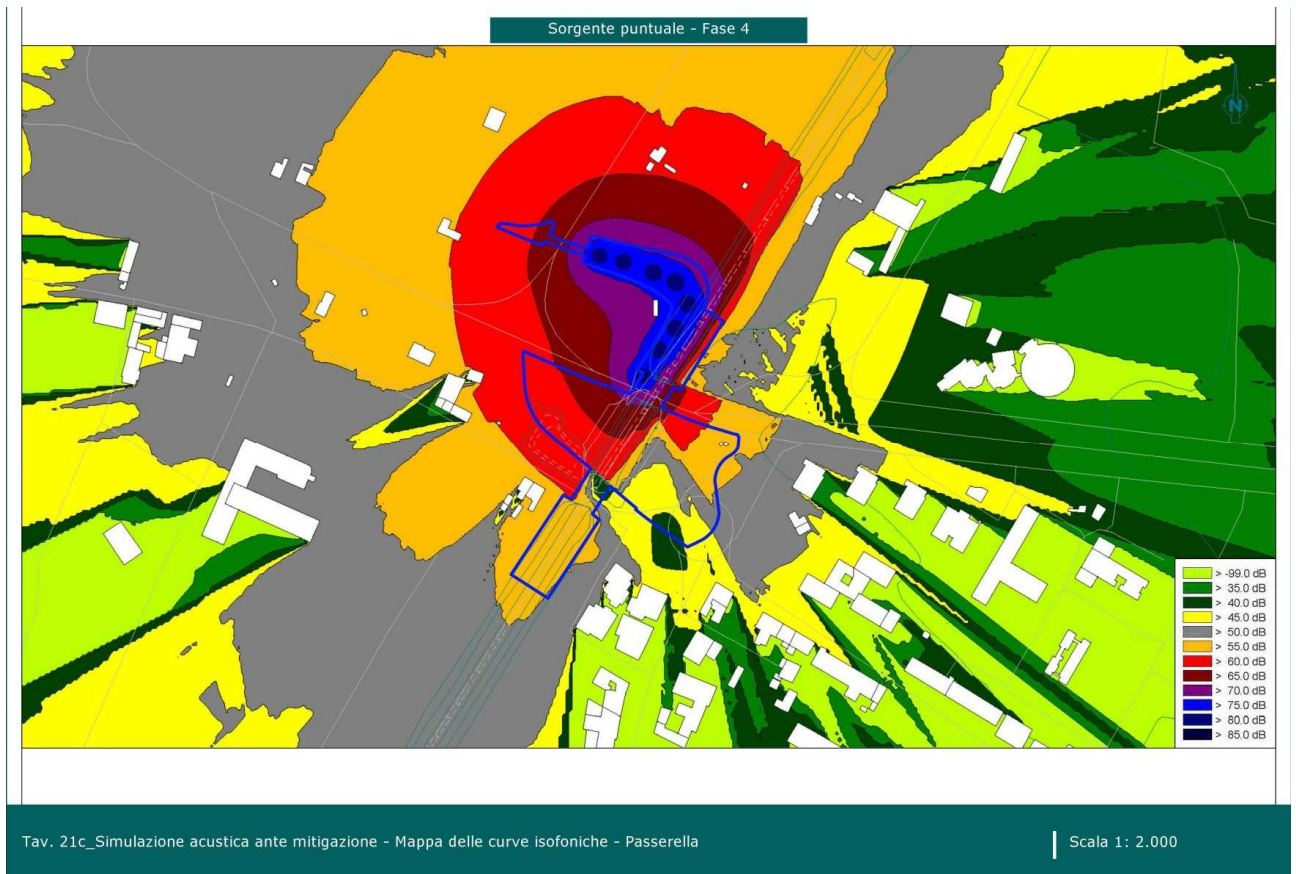 Sorgente puntuale - Fase 4
N
> -99.0 dB
> 35.0 dB
> 40.0 dB
> 45.0 dB
> 50.0 dB
> 55.0 dB
> 60.0 dB
> 65.0 dB
> 70.0 dB
> 75.0 dB
> 80.0 dB
> 85.0 dB
Tav. 21c_Simulazione acustica ante mitigazione - Mappa delle curve isofoniche - Passerella
Scala 1: 2.000